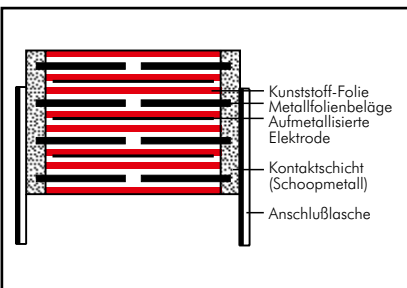 Kunststoff-Folie
Metallfolienbeläge
Aufmetallisierte
Elektrode
Kontaktschicht
(Schoopmetall)
Anschlußlasche